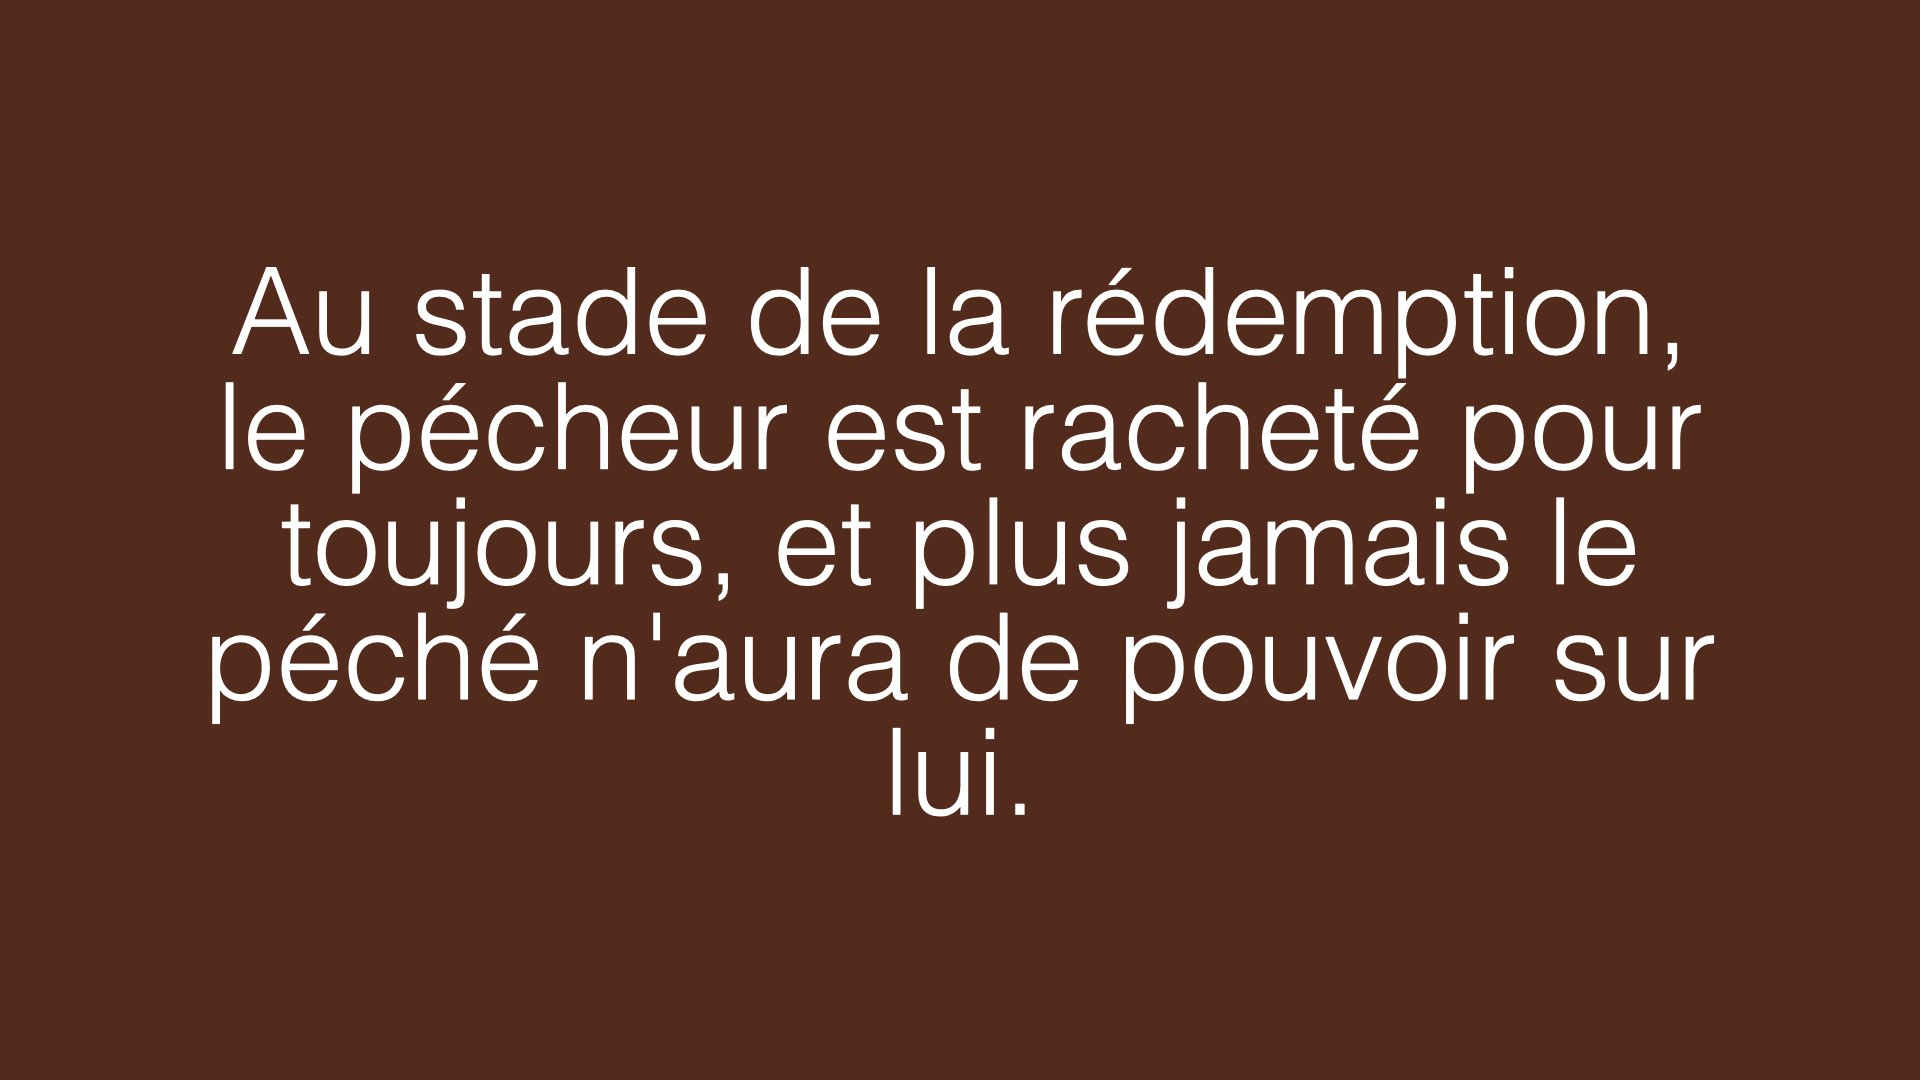 Au stade de la rédemption,
le pécheur est racheté pour
toujours, et plus jamais le
péché n'aura de pouvoir sur
lui.